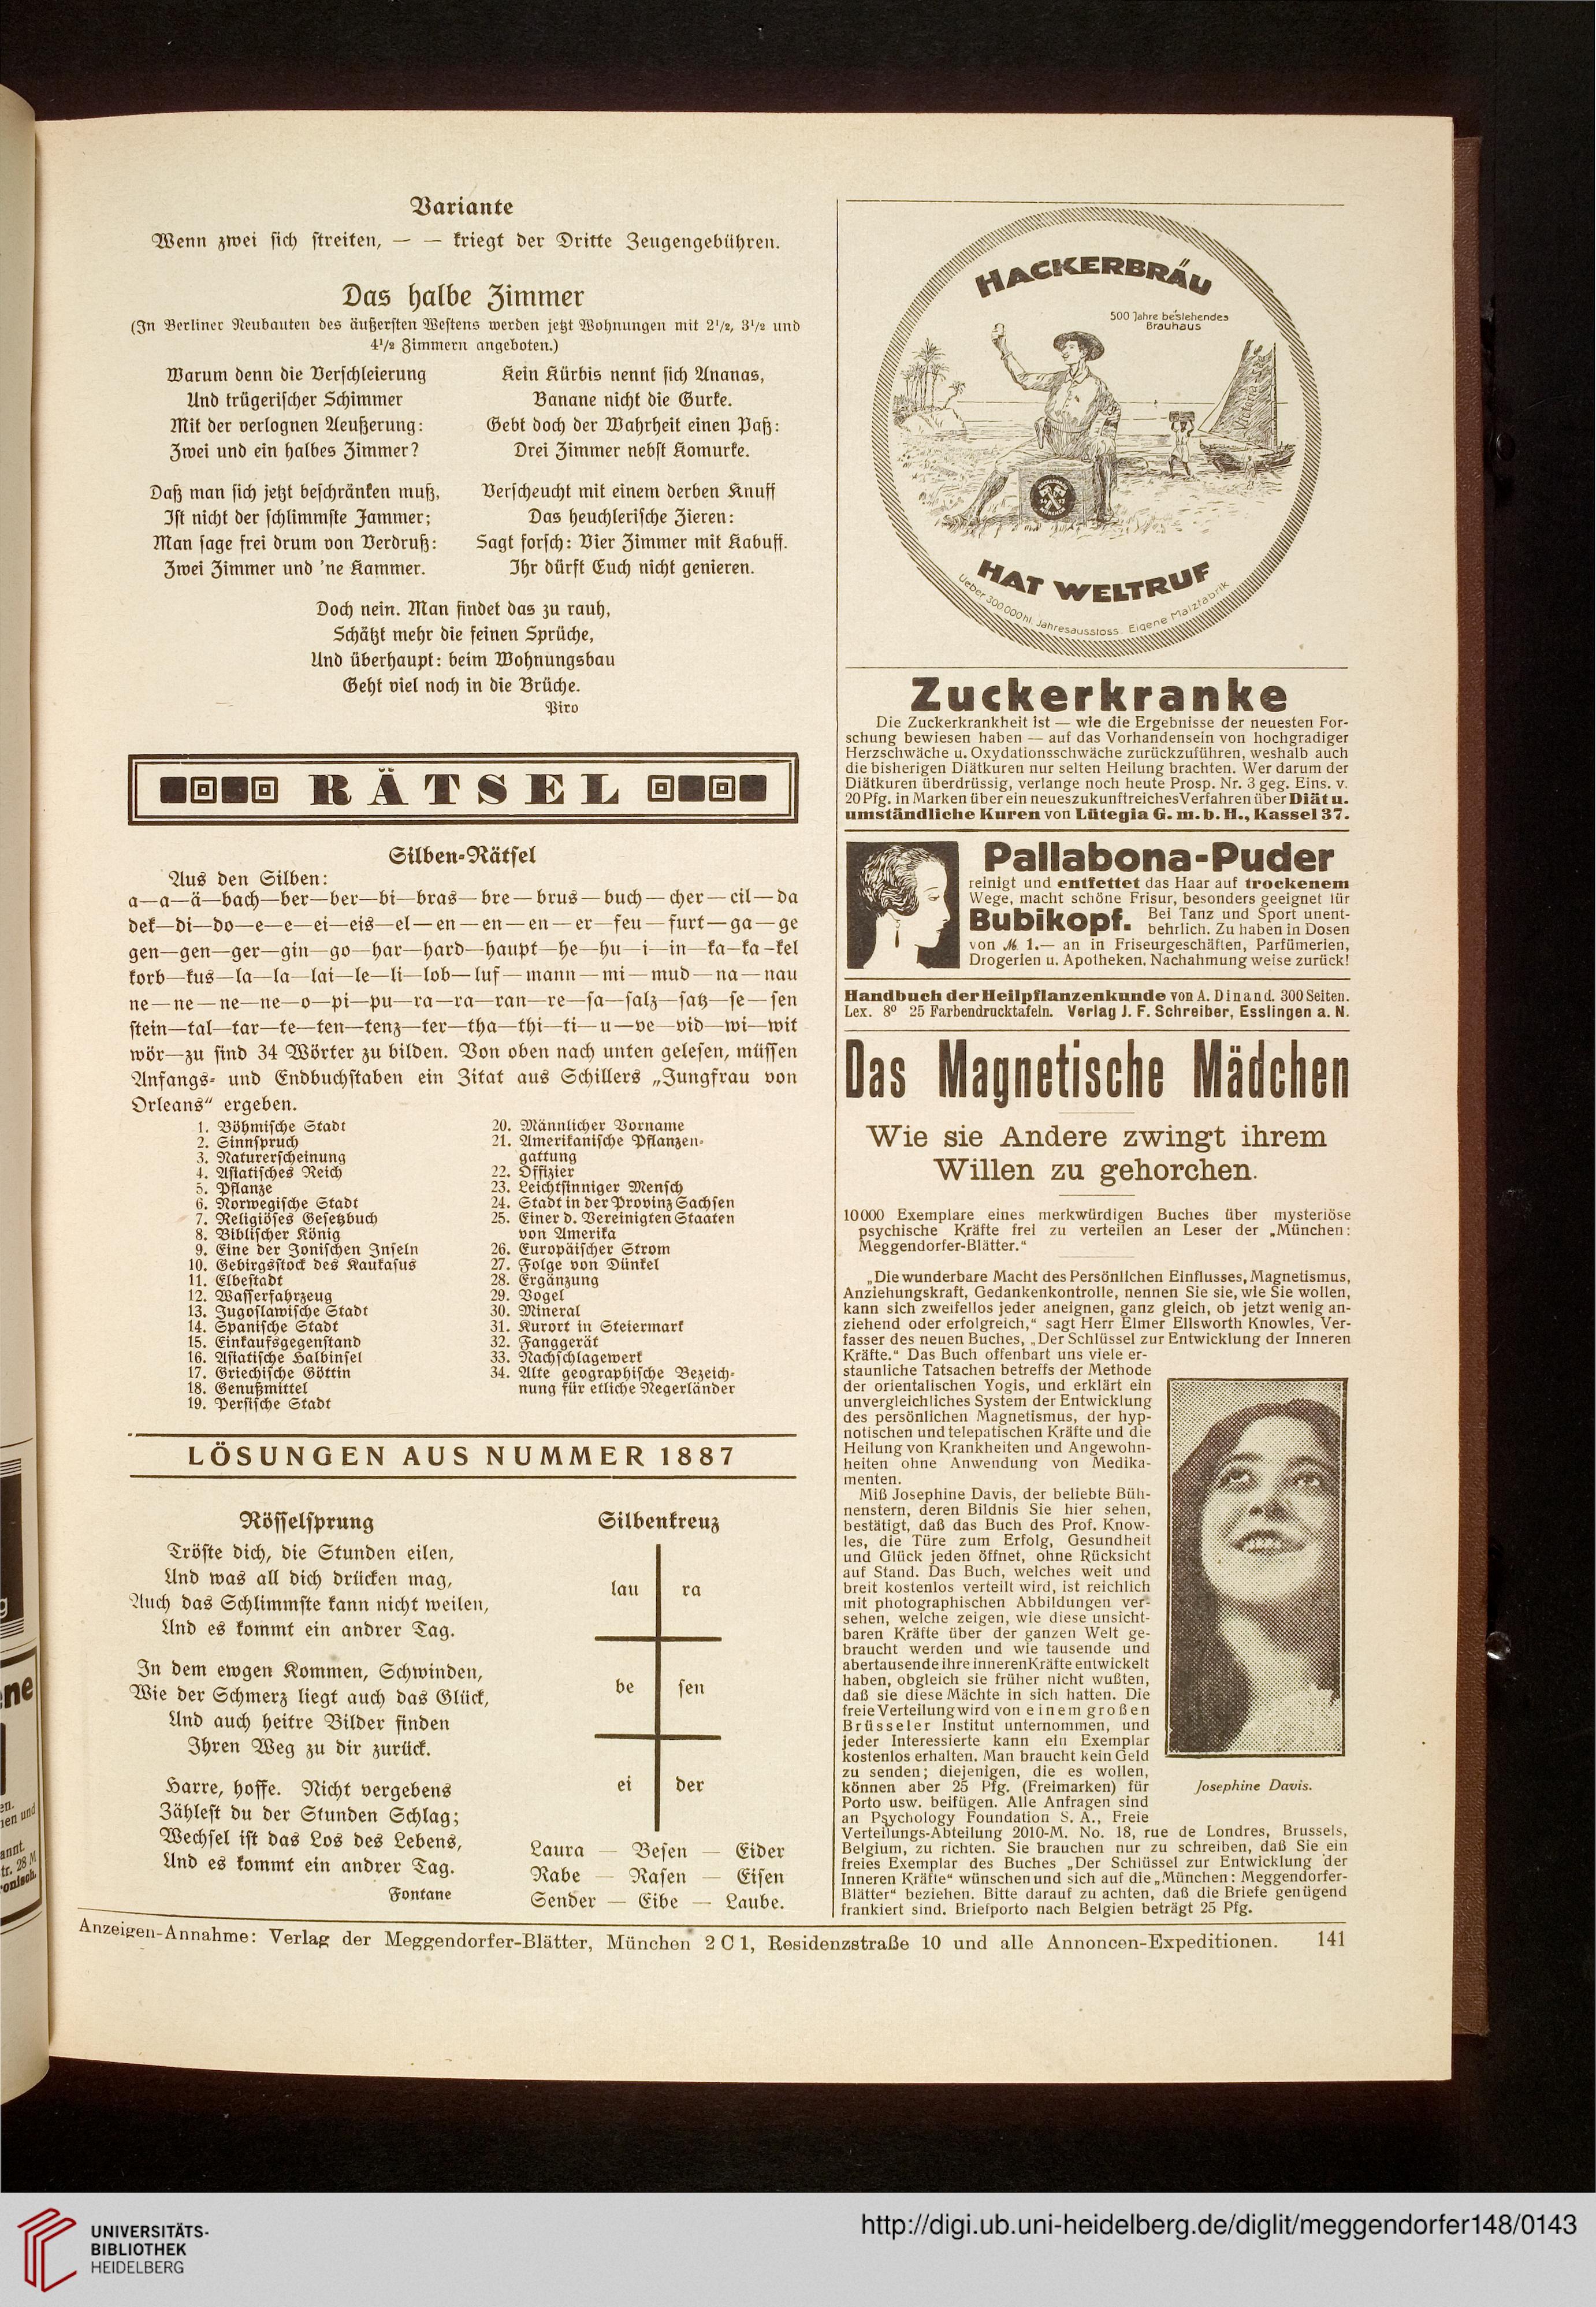 Variante
Wenn zwei sich streiten, — — kriegt der Dritte Zeugengebühren.
Das halbe Zimmer
(In Berliner Neubauten des äußersten Westens werden jetzt Wohnungen mit 2¹/₂, 3¹/₂ und
4¹/₂ Zimmern angeboten.)
Warum denn die Verschleierung
Und trügerischer Schimmer
Mit der verlognen Aeußerung:
Zwei und ein halbes Zimmer?
Daß man sich jetzt beschränken muß,
Ist nicht der schlimmste Jammer;
Man sage frei drum von Verdruß:
Zwei Zimmer und 'ne Kammer.
Kein Kürbis nennt sich Ananas,
Banane nicht die Gurke.
Gebt doch der Wahrheit einen Paß:
Drei Zimmer nebst Komurke.
Verscheucht mit einem derben Knuff
Das heuchlerische Zieren:
Sagt forsch: Vier Zimmer mit Kabuff.
Ihr dürft Euch nicht genieren.
Doch nein. Man findet das zu rauh,
Schätzt mehr die feinen Sprüche,
Und überhaupt: beim Wohnungsbau
Geht viel noch in die Brüche.
Piro
RÄTSEL
Silben-Rätsel
Aus den Silben:
a—a—ä—bach—ber—ber—bi—bras—bre—brus—buch—cher—cil—da
dek—di—do—e—e—ei—eis—el—en—en—en—er—feu—furt—ga—ge
gen—gen—ger—gin—go—har—hard—haupt—he—hu—i—in—ka—ka-kel
korb—kus—la—la—lai—le—li—lob—luf—mann—mi—mud—na—nau
ne—ne—ne—ne—o—pi—pu—ra—ra—ran—re—sa—salz—satz—se—sen
stein—tal—tar—te—ten—tenz—ter—tha—thi—ti—u—ve—vid—wi—wit
wör—zu sind 34 Wörter zu bilden. Von oben nach unten gelesen, müssen
Anfangs- und Endbuchstaben ein Zitat aus Schillers „Jungfrau von
Orleans“ ergeben.
1. Böhmische Stadt
2. Sinnspruch
3. Naturerscheinung
4. Asiatisches Reich
5. Pflanze
6. Norwegische Stadt
7. Religiöses Gesetzbuch
8. Biblischer König
9. Eine der Jonischen Inseln
10. Gebirgsstock des Kaukasus
11. Elbestadt
12. Wasserfahrzeug
13. Jugoslawische Stadt
14. Spanische Stadt
15. Einkaufsgegenstand
16. Asiatische Halbinsel
17. Griechische Göttin
18. Genußmittel
19. Persische Stadt
20. Männlicher Vorname
21. Amerikanische Pflanzen-
gattung
22. Offizier
23. Leichtsinniger Mensch
24. Stadt in der Provinz Sachsen
25. Einer d. Vereinigten Staaten
von Amerika
26. Europäischer Strom
27. Folge von Dünkel
28. Ergänzung
29. Vogel
30. Mineral
31. Kurort in Steiermark
32. Fanggerät
33. Nachschlagewerk
34. Alte geographische Bezeich-
nung für etliche Negerländer
LÖSUNGEN AUS NUMMER 1887
Rösselsprung
Tröste dich, die Stunden eilen,
Und was all dich drücken mag,
Auch das Schlimmste kann nicht weilen,
Und es kommt ein andrer Tag.
In dem ewgen Kommen, Schwinden,
Wie der Schmerz liegt auch das Glück,
Und auch heitre Bilder finden
Ihren Weg zu dir zurück.
Harre, hoffe. Nicht vergebens
Zählest du der Stunden Schlag;
Wechsel ist das Los des Lebens,
Und es kommt ein andrer Tag.
Fontane
Silbenkreuz
lau ra
be sen
ei der
Laura — Besen — Eider
Rabe — Rasen — Eisen
Sender — Eibe — Laube.
HACKERBRÄU
500 Jahre bestehendes
Brauhaus
HAT WELTRUF
Ueber 300000 hl. Jahresausstoss. Eigene Malzfabrik
Zuckerkranke
Die Zuckerkrankheit ist — wie die Ergebnisse der neuesten For-
schung bewiesen haben — auf das Vorhandensein von hochgradiger
Herzschwäche u. Oxydationsschwäche zurückzuführen, weshalb auch
die bisherigen Diätkuren nur selten Heilung brachten. Wer darum der
Diätkuren überdrüssig, verlange noch heute Prosp. Nr. 3 geg. Eins. v.
20 Pfg. in Marken über ein neueszukunftreichesVerfahren über Diät u.
umständliche Kuren von Lütegia G. m. b. H., Kassel 37.
Pallabona-Puder
reinigt und entfettet das Haar auf trockenem
Wege, macht schöne Frisur, besonders geeignet für
Bubikopf. Bei Tanz und Sport unent-
behrlich. Zu haben in Dosen
von ℳ 1.— an in Friseurgeschäften, Parfümerien,
Drogerien u. Apotheken. Nachahmung weise zurück!
Handbuch der Heilpflanzenkunde von A. Dinand. 300 Seiten.
Lex. 8⁰ 25 Farbendrucktafeln. Verlag J. F. Schreiber, Esslingen a. N.
Das Magnetische Mädchen
Wie sie Andere zwingt ihrem
Willen zu gehorchen.
10000 Exemplare eines merkwürdigen Buches über mysteriöse
psychische Kräfte frei zu verteilen an Leser der „München:
Meggendorfer-Blätter.“
„Die wunderbare Macht des Persönlichen Einflusses, Magnetismus,
Anziehungskraft, Gedankenkontrolle, nennen Sie sie, wie Sie wollen,
kann sich zweifellos jeder aneignen, ganz gleich, ob jetzt wenig an-
ziehend oder erfolgreich,“ sagt Herr Elmer Ellsworth Knowles, Ver-
fasser des neuen Buches, „Der Schlüssel zur Entwicklung der Inneren
Kräfte.“ Das Buch offenbart uns viele er-
staunliche Tatsachen betreffs der Methode
der orientalischen Yogis, und erklärt ein
unvergleichliches System der Entwicklung
des persönlichen Magnetismus, der hyp-
notischen und telepatischen Kräfte und die
Heilung von Krankheiten und Angewohn-
heiten ohne Anwendung von Medika-
menten.
Miß Josephine Davis, der beliebte Büh-
nenstern, deren Bildnis Sie hier sehen,
bestätigt, daß das Buch des Prof. Know-
les, die Türe zum Erfolg, Gesundheit
und Glück jeden öffnet, ohne Rücksicht
auf Stand. Das Buch, welches weit und
breit kostenlos verteilt wird, ist reichlich
mit photographischen Abbildungen ver-
sehen, welche zeigen, wie diese unsicht-
baren Kräfte über der ganzen Welt ge-
braucht werden und wie tausende und
abertausende ihre innerenKräfte entwickelt
haben, obgleich sie früher nicht wußten,
daß sie diese Mächte in sich hatten. Die
freie Verteilung wird von einem großen
Brüsseler Institut unternommen, und
jeder Interessierte kann ein Exemplar
kostenlos erhalten. Man braucht kein Geld
zu senden; diejenigen, die es wollen,
können aber 25 Pfg. (Freimarken) für
Porto usw. beifügen. Alle Anfragen sind
an Psychology Foundation S. A., Freie
Verteilungs-Abteilung 2010-M. No. 18, rue de Londres, Brussels,
Belgium, zu richten. Sie brauchen nur zu schreiben, daß Sie ein
freies Exemplar des Buches „Der Schlüssel zur Entwicklung der
Inneren Kräfte“ wünschen und sich auf die „München: Meggendorfer-
Blätter“ beziehen. Bitte darauf zu achten, daß die Briefe genügend
frankiert sind. Briefporto nach Belgien beträgt 25 Pfg.
Josephine Davis.
Anzeigen-Annahme: Verlag der Meggendorfer-Blätter, München 2 C 1, Residenzstraße 10 und alle Annoncen-Expeditionen. 141
UNIVERSITÄTS-
BIBLIOTHEK
HEIDELBERG
http://digi.ub.uni-heidelberg.de/diglit/meggendorfer148/0143